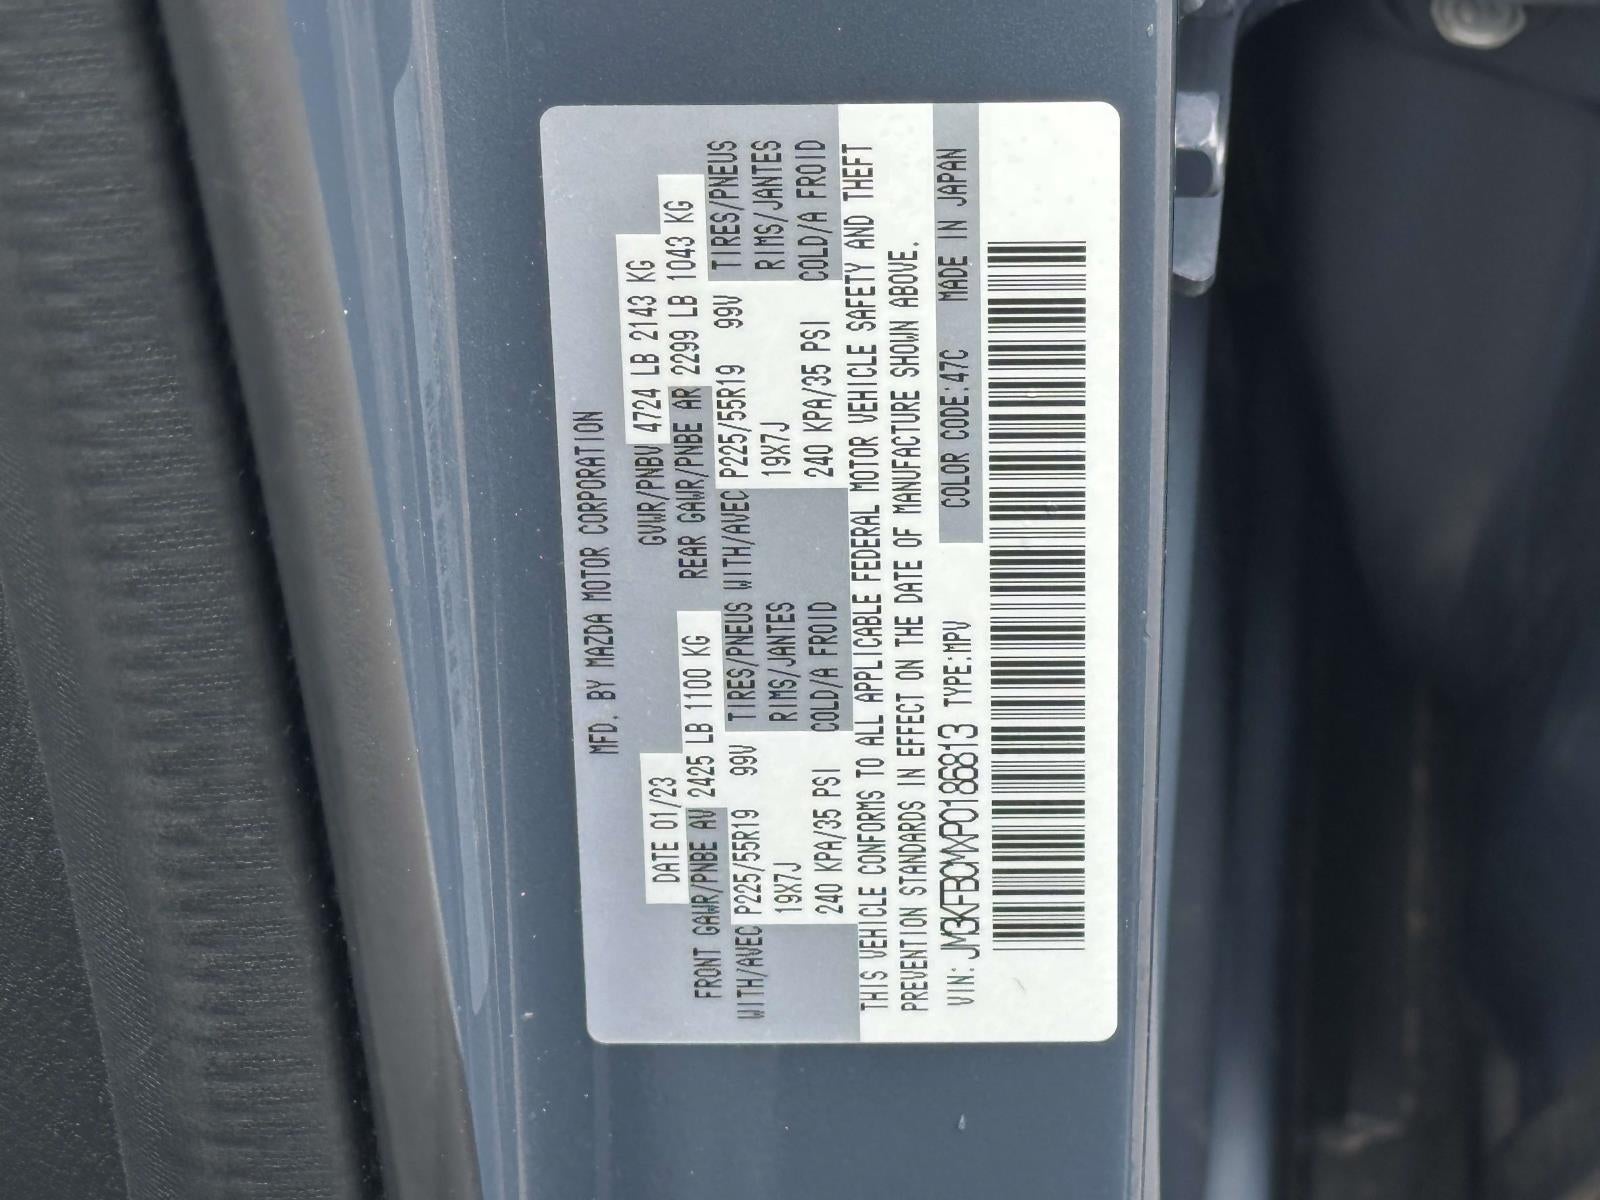 MFD. BY MAZDA MOTOR CORPORATION
DATE 01/23 GVWR/PNBV 4724 LB 2143 KG
FRONT GAWR/PNBE AV 2425 LB 1100 KG REAR GAWR/PNBE AR 2299 LB 1043 KG
WITH/AVEC P225/55R19 99V TIRES/PNEUS WITH/AVEC P225/55R19 99V TIRES/PNEUS
19X7J RIMS/JANTES 19X7J RIMS/JANTES
240 KPA/35 PSI COLD/A FROID 240 KPA/35 PSI COLD/A FROID
THIS VEHICLE CONFORMS TO ALL APPLICABLE FEDERAL MOTOR VEHICLE SAFETY AND THEFT
PREVENTION STANDARDS IN EFFECT ON THE DATE OF MANUFACTURE SHOWN ABOVE.
VIN: JM3KFBCMXP0186813 TYPE:MPV COLOR CODE:47C MADE IN JAPAN